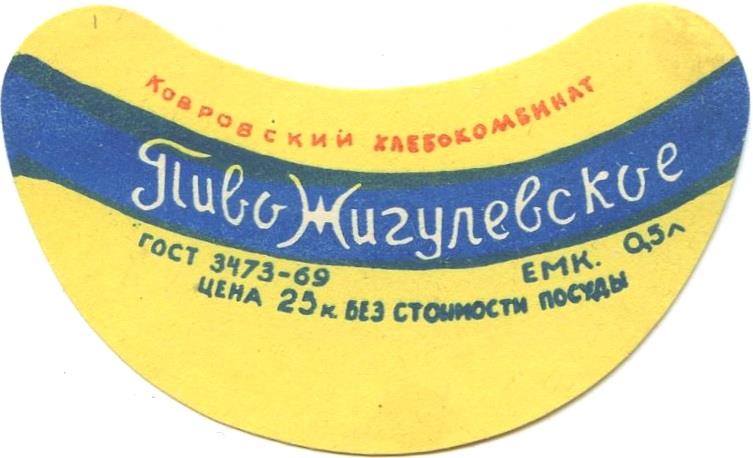 КОВРОВСКИЙ ХЛЕБОКОМБИНАТ
Пиво Жигулевское
ГОСТ 3473-69
ЕМК. 0,5л
ЦЕНА 25к. БЕЗ СТОИМОСТИ ПОСУДЫ